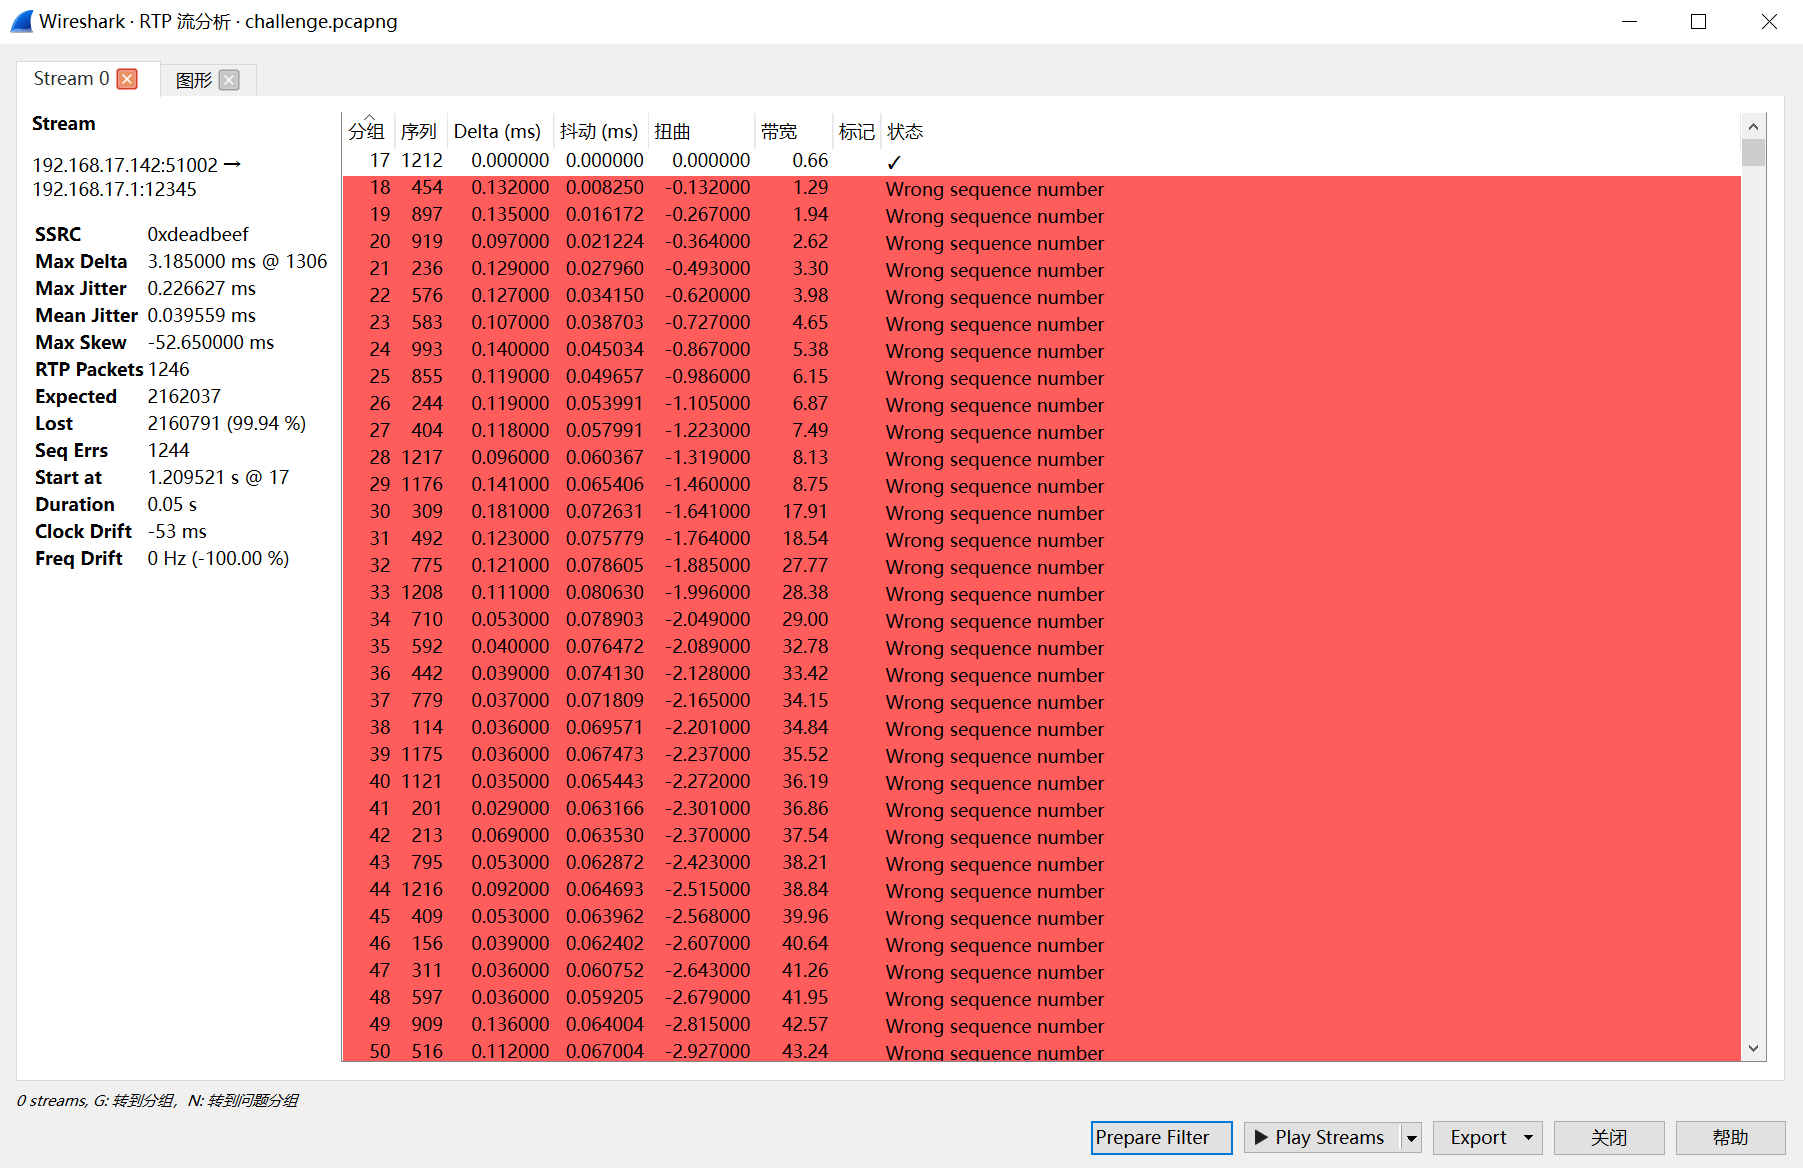 Wireshark · RTP 流分析 · challenge.pcapng
Stream 0
图形
Stream
192.168.17.142:51002 →
192.168.17.1:12345
SSRC 0xdeadbeef
Max Delta 3.185000 ms @ 1306
Max Jitter 0.226627 ms
Mean Jitter 0.039559 ms
Max Skew -52.650000 ms
RTP Packets 1246
Expected 2162037
Lost 2160791 (99.94 %)
Seq Errs 1244
Start at 1.209521 s @ 17
Duration 0.05 s
Clock Drift -53 ms
Freq Drift 0 Hz (-100.00 %)
分组 序列 Delta (ms) 抖动 (ms) 扭曲 带宽 标记 状态
17 1212 0.000000 0.000000 0.000000 0.66 ✓
18 454 0.132000 0.008250 -0.132000 1.29 Wrong sequence number
19 897 0.135000 0.016172 -0.267000 1.94 Wrong sequence number
20 919 0.097000 0.021224 -0.364000 2.62 Wrong sequence number
21 236 0.129000 0.027960 -0.493000 3.30 Wrong sequence number
22 576 0.127000 0.034150 -0.620000 3.98 Wrong sequence number
23 583 0.107000 0.038703 -0.727000 4.65 Wrong sequence number
24 993 0.140000 0.045034 -0.867000 5.38 Wrong sequence number
25 855 0.119000 0.049657 -0.986000 6.15 Wrong sequence number
26 244 0.119000 0.053991 -1.105000 6.87 Wrong sequence number
27 404 0.118000 0.057991 -1.223000 7.49 Wrong sequence number
28 1217 0.096000 0.060367 -1.319000 8.13 Wrong sequence number
29 1176 0.141000 0.065406 -1.460000 8.75 Wrong sequence number
30 309 0.181000 0.072631 -1.641000 17.91 Wrong sequence number
31 492 0.123000 0.075779 -1.764000 18.54 Wrong sequence number
32 775 0.121000 0.078605 -1.885000 27.77 Wrong sequence number
33 1208 0.111000 0.080630 -1.996000 28.38 Wrong sequence number
34 710 0.053000 0.078903 -2.049000 29.00 Wrong sequence number
35 592 0.040000 0.076472 -2.089000 32.78 Wrong sequence number
36 442 0.039000 0.074130 -2.128000 33.42 Wrong sequence number
37 779 0.037000 0.071809 -2.165000 34.15 Wrong sequence number
38 114 0.036000 0.069571 -2.201000 34.84 Wrong sequence number
39 1175 0.036000 0.067473 -2.237000 35.52 Wrong sequence number
40 1121 0.035000 0.065443 -2.272000 36.19 Wrong sequence number
41 201 0.029000 0.063166 -2.301000 36.86 Wrong sequence number
42 213 0.069000 0.063530 -2.370000 37.54 Wrong sequence number
43 795 0.053000 0.062872 -2.423000 38.21 Wrong sequence number
44 1216 0.092000 0.064693 -2.515000 38.84 Wrong sequence number
45 409 0.053000 0.063962 -2.568000 39.96 Wrong sequence number
46 156 0.039000 0.062402 -2.607000 40.64 Wrong sequence number
47 311 0.036000 0.060752 -2.643000 41.26 Wrong sequence number
48 597 0.036000 0.059205 -2.679000 41.95 Wrong sequence number
49 909 0.136000 0.064004 -2.815000 42.57 Wrong sequence number
50 516 0.112000 0.067004 -2.927000 43.24 Wrong sequence number
0 streams, G: 转到分组，N: 转到问题分组
Prepare Filter
Play Streams
Export
关闭
帮助